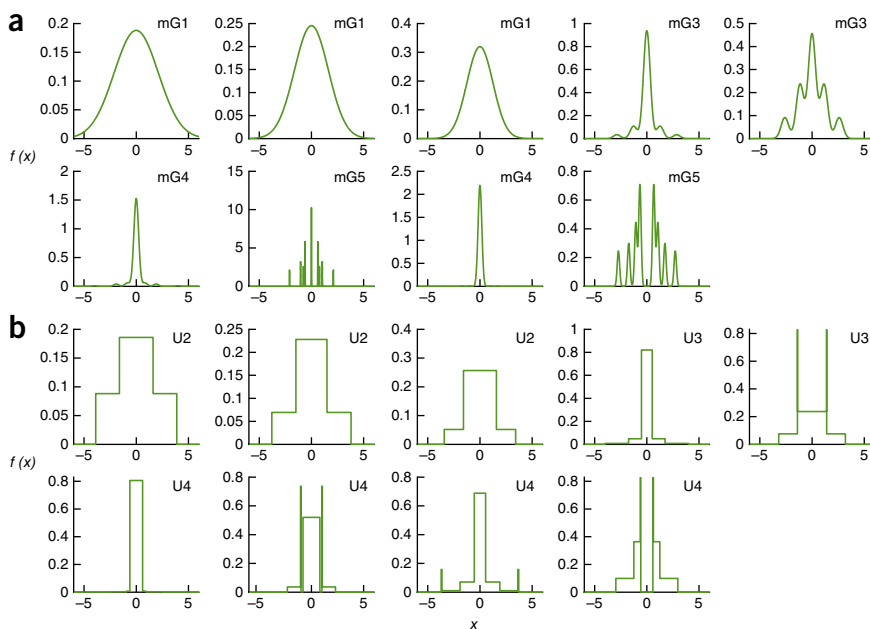 a
mG1 mG1 mG1 mG3 mG3
0.2 0.25 0.4 1 0.5
0.15 0.2 0.3 0.8 0.4
0.1 0.15 0.2 0.6 0.3
0.05 0.1 0.1 0.4 0.2
0 0.05 0 0.2 0.1
0 0 0
−5 0 5 −5 0 5 −5 0 5 −5 0 5 −5 0 5
f (x)
mG4 mG5 mG4 mG5
2 15 2.5 0.8
1.5 10 2 0.6
1 5 1.5 0.4
0.5 0 1 0.2
0 0.5 0
0
−5 0 5 −5 0 5 −5 0 5 −5 0 5
b
U2 U2 U2 U3 U3
0.2 0.25 0.4 1 0.8
0.15 0.2 0.3 0.8 0.6
0.1 0.15 0.2 0.6 0.4
0.05 0.1 0.1 0.4 0.2
0 0.05 0 0.2 0
0 0
−5 0 5 −5 0 5 −5 0 5 −5 0 5 −5 0 5
f (x)
U4 U4 U4 U4
0.8 0.8 0.8 0.8
0.6 0.6 0.6 0.6
0.4 0.4 0.4 0.4
0.2 0.2 0.2 0.2
0 0 0 0
−5 0 5 −5 0 5 −5 0 5 −5 0 5
x